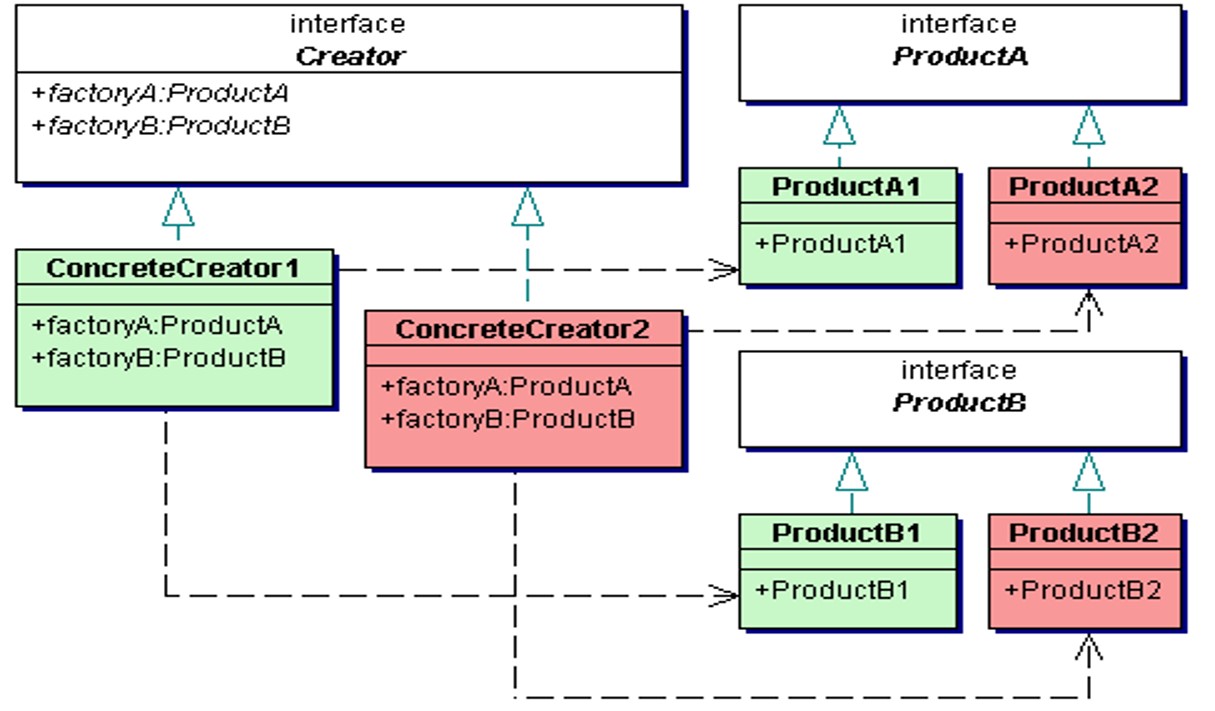 interface
Creator
+factoryA:ProductA
+factoryB:ProductB
interface
ProductA
ProductA1
+ProductA1
ProductA2
+ProductA2
ConcreteCreator1
+factoryA:ProductA
+factoryB:ProductB
ConcreteCreator2
+factoryA:ProductA
+factoryB:ProductB
interface
ProductB
ProductB1
+ProductB1
ProductB2
+ProductB2